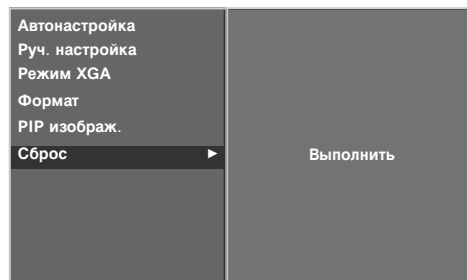 Автонастройка
Руч. настройка
Режим XGA
Формат
PIP изображ.
Сброс ►
Выполнить